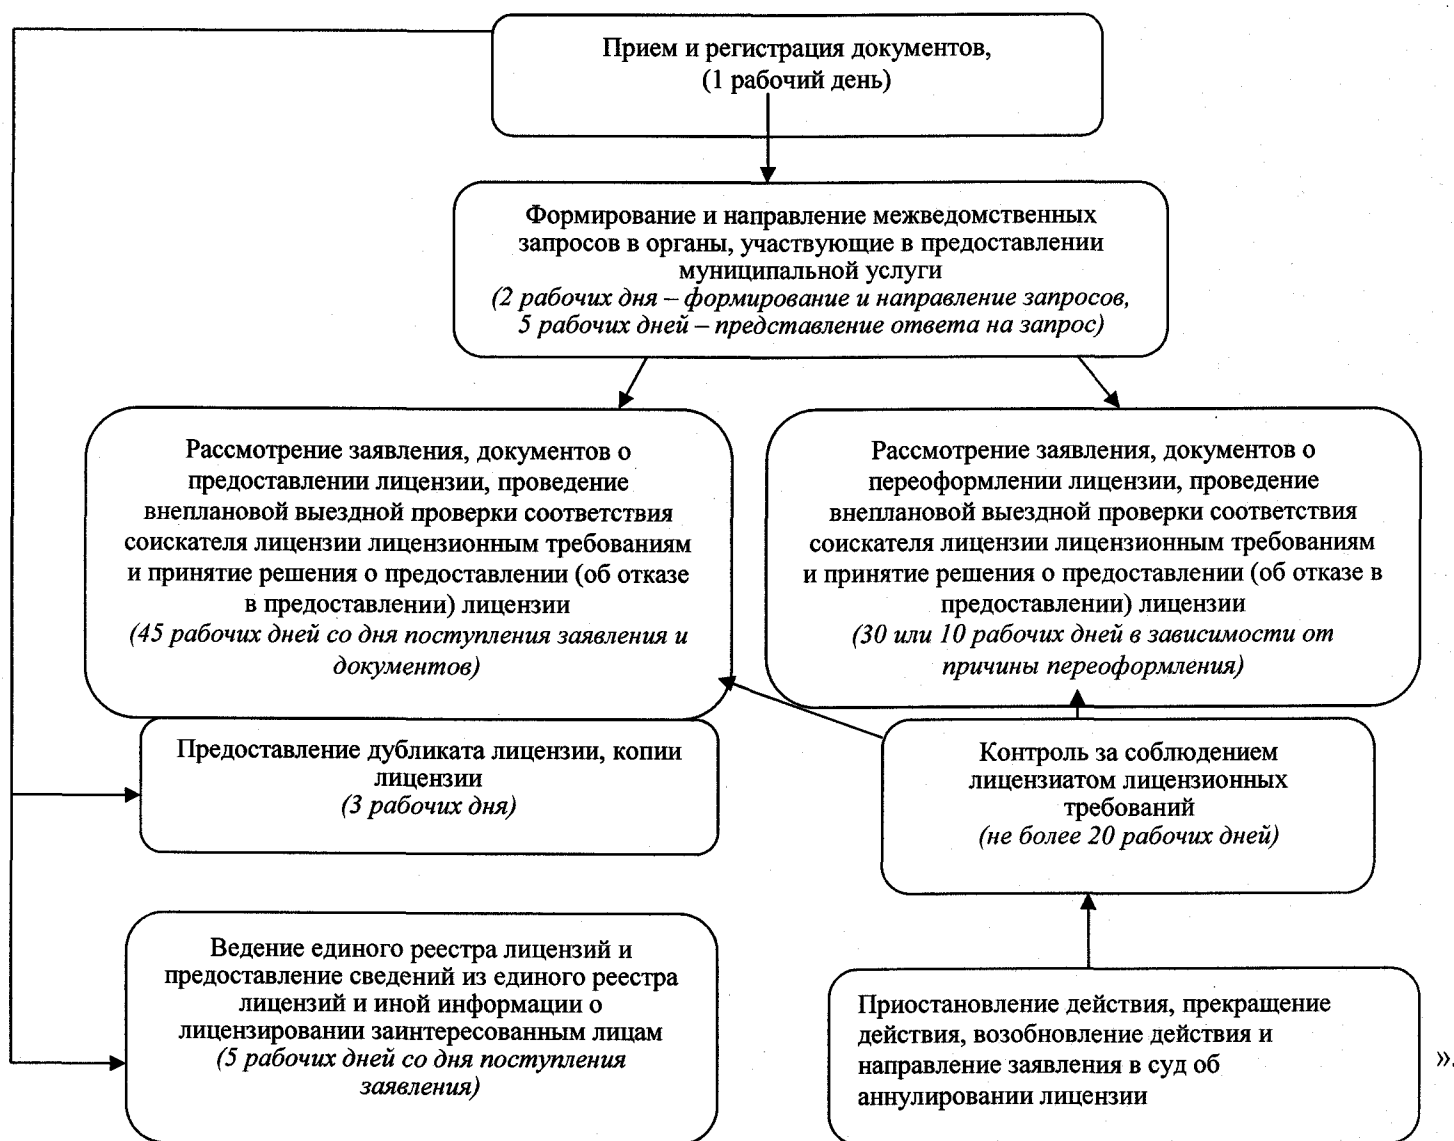 Прием и регистрация документов,
(1 рабочий день)
Формирование и направление межведомственных
запросов в органы, участвующие в предоставлении
муниципальной услуги
(2 рабочих дня – формирование и направление запросов,
5 рабочих дней – представление ответа на запрос)
Рассмотрение заявления, документов о
предоставлении лицензии, проведение
внеплановой выездной проверки соответствия
соискателя лицензии лицензионным требованиям
и принятие решения о предоставлении (об отказе
в предоставлении) лицензии
(45 рабочих дней со дня поступления заявления и
документов)
Рассмотрение заявления, документов о
переоформлении лицензии, проведение
внеплановой выездной проверки соответствия
соискателя лицензии лицензионным требованиям
и принятие решения о предоставлении (об отказе в
предоставлении) лицензии
(30 или 10 рабочих дней в зависимости от
причины переоформления)
Предоставление дубликата лицензии, копии
лицензии
(3 рабочих дня)
Контроль за соблюдением
лицензиатом лицензионных
требований
(не более 20 рабочих дней)
Ведение единого реестра лицензий и
предоставление сведений из единого реестра
лицензий и иной информации о
лицензировании заинтересованным лицам
(5 рабочих дней со дня поступления
заявления)
Приостановление действия, прекращение
действия, возобновление действия и
направление заявления в суд об
аннулировании лицензии
».